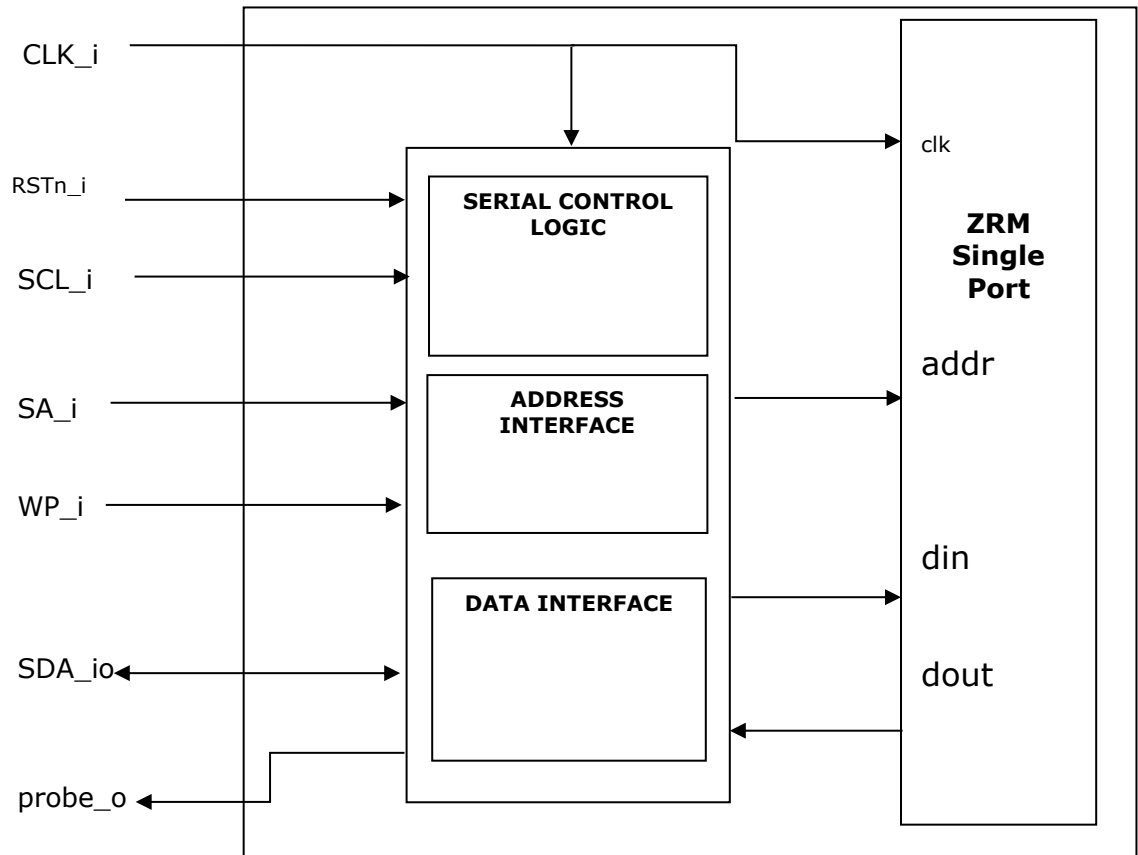 CLK_i
RSTn_i
SCL_i
SA_i
WP_i
SDA_io
probe_o
SERIAL CONTROL
LOGIC
ADDRESS
INTERFACE
DATA INTERFACE
clk
ZRM
Single
Port
addr
din
dout